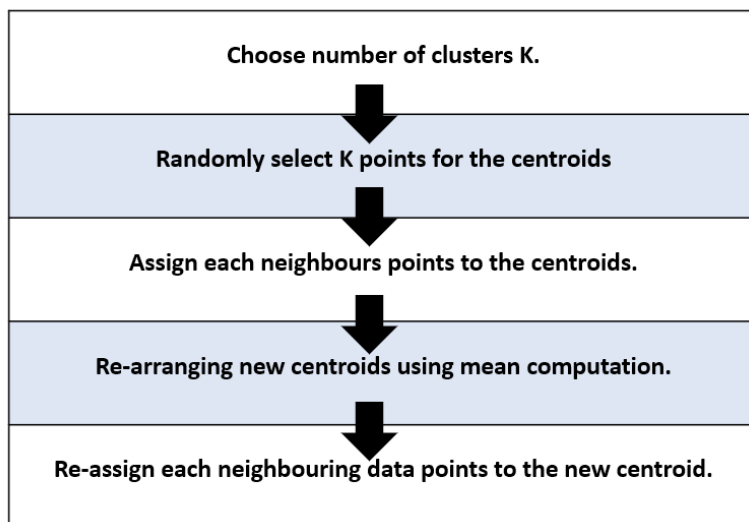 Choose number of clusters K.
Randomly select K points for the centroids
Assign each neighbours points to the centroids.
Re-arranging new centroids using mean computation.
Re-assign each neighbouring data points to the new centroid.